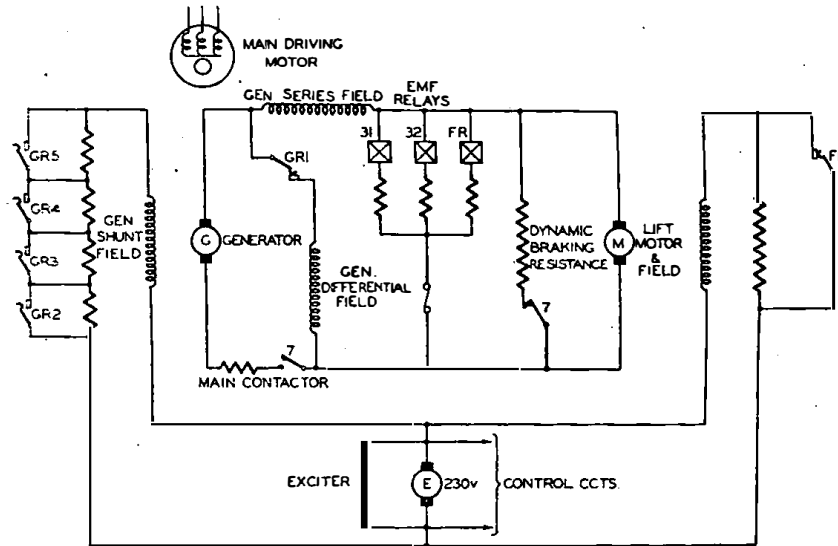 MAIN DRIVING
MOTOR
GEN SERIES FIELD
EMF
RELAYS
31
32
FR
GR1
GR5
GR4
GR3
GR2
GEN
SHUNT
FIELD
G
GENERATOR
GEN.
DIFFERENTIAL
FIELD
DYNAMIC
BRAKING
RESISTANCE
7
M
LIFT
MOTOR
&
FIELD
F
7
MAIN CONTACTOR
EXCITER
E
230v
CONTROL CCTS.